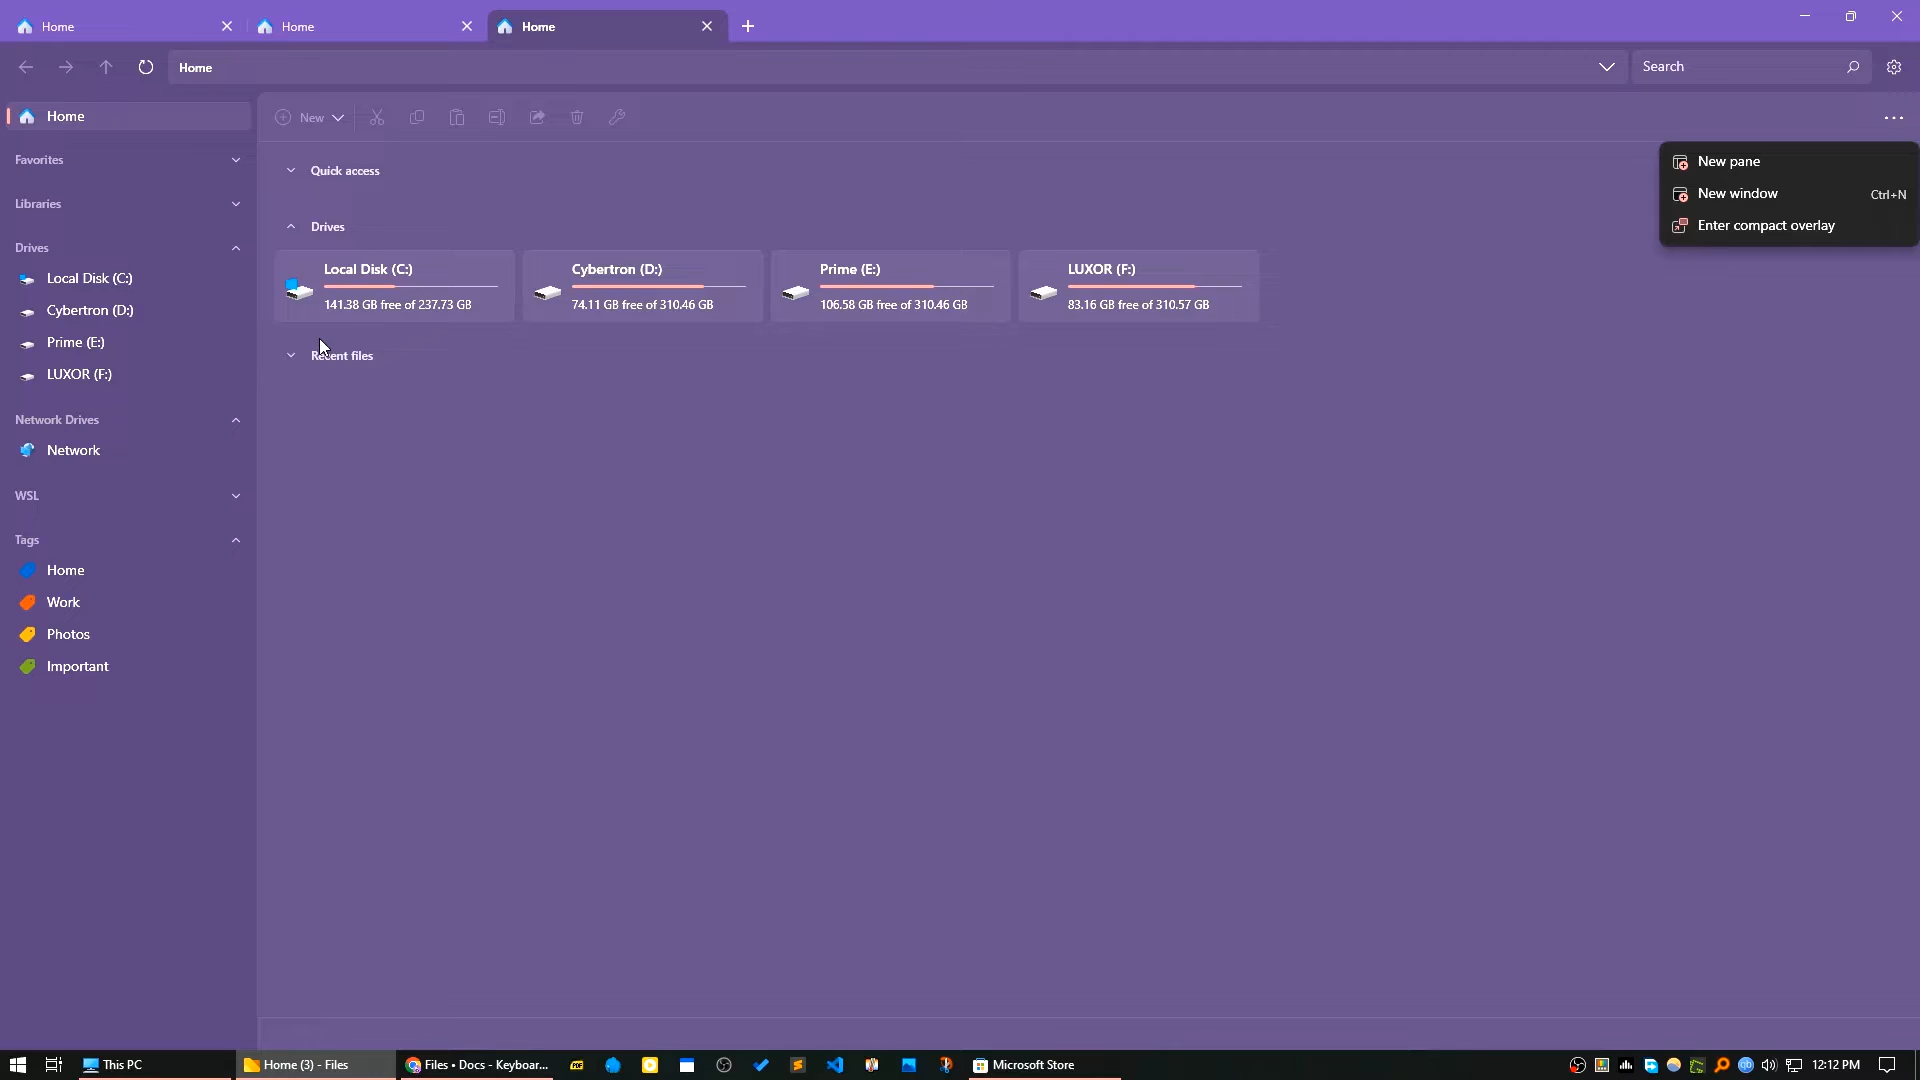 Home
Home
Home
Home
Search
Home
Favorites
Libraries
Drives
Local Disk (C:)
Cybertron (D:)
Prime (E:)
LUXOR (F:)
Network Drives
Network
WSL
Tags
Home
Work
Photos
Important
New
Quick access
Drives
Local Disk (C:)
141.38 GB free of 237.73 GB
Cybertron (D:)
74.11 GB free of 310.46 GB
Prime (E:)
106.58 GB free of 310.46 GB
LUXOR (F:)
83.16 GB free of 310.57 GB
Recent files
New pane
New window Ctrl+N
Enter compact overlay
This PC
Home (3) - Files
Files • Docs - Keyboar...
Microsoft Store
12:12 PM